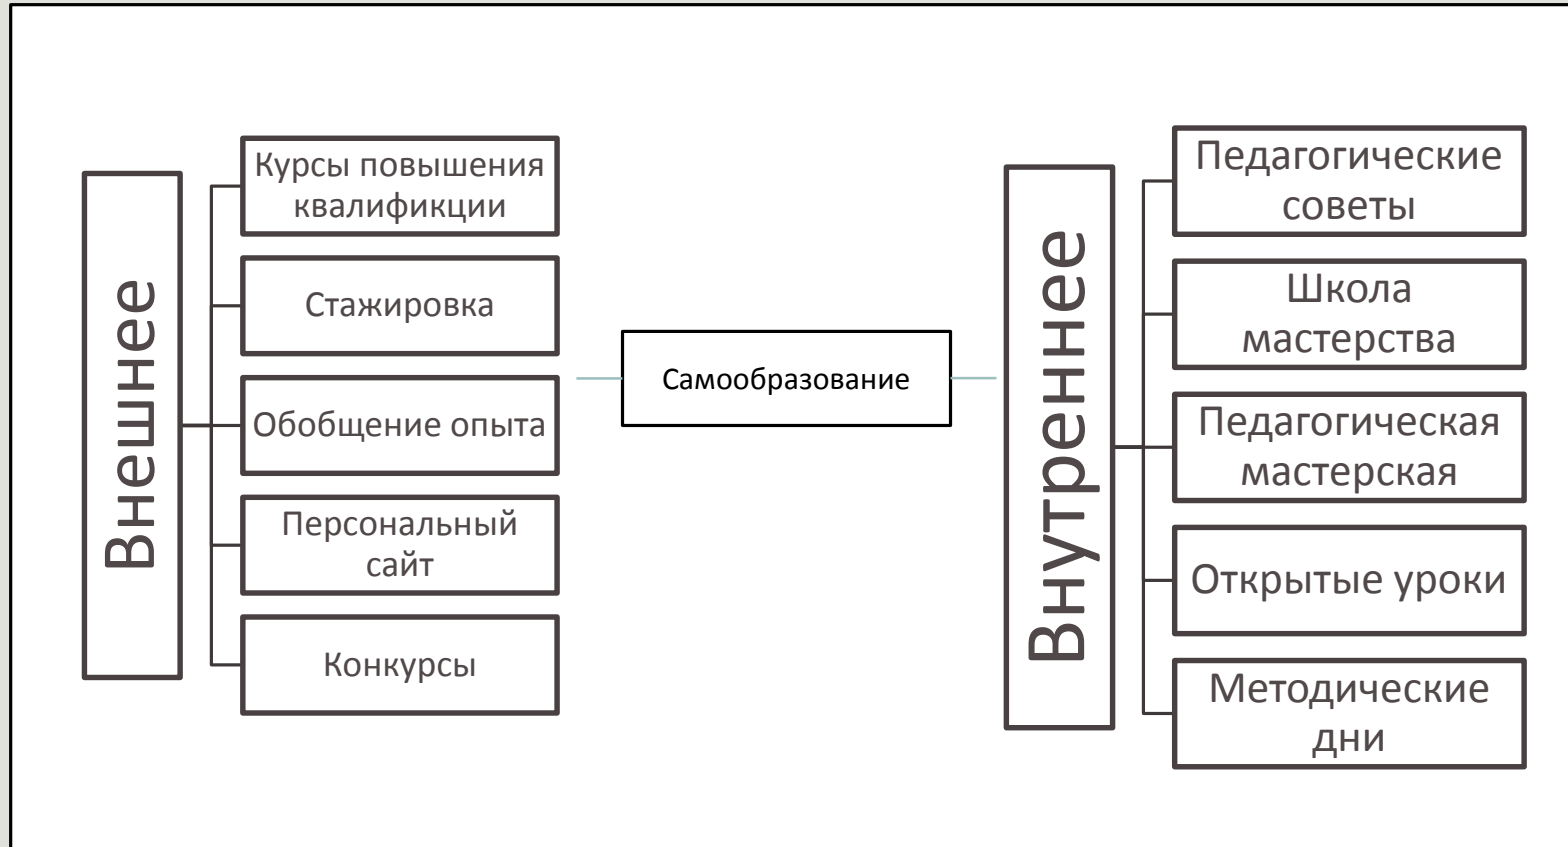 Внешнее
Курсы повышения
квалификции
Стажировка
Обобщение опыта
Персональный
сайт
Конкурсы
Самообразование
Внутреннее
Педагогические
советы
Школа
мастерства
Педагогическая
мастерская
Открытые уроки
Методические
дни